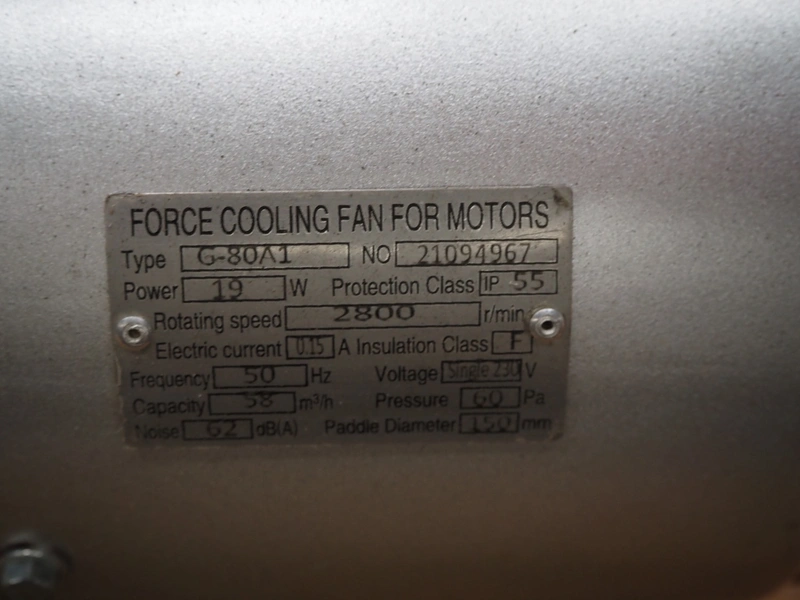 FORCE COOLING FAN FOR MOTORS
Type G-80A1 NO 21094967
Power 19 W Protection Class IP 55
Rotating speed 2800 r/min
Electric current 0.15 A Insulation Class F
Frequency 50 Hz Voltage Single 230 V
Capacity 58 m³/h Pressure 60 Pa
Noise 62 dB(A) Paddle Diameter 150 mm